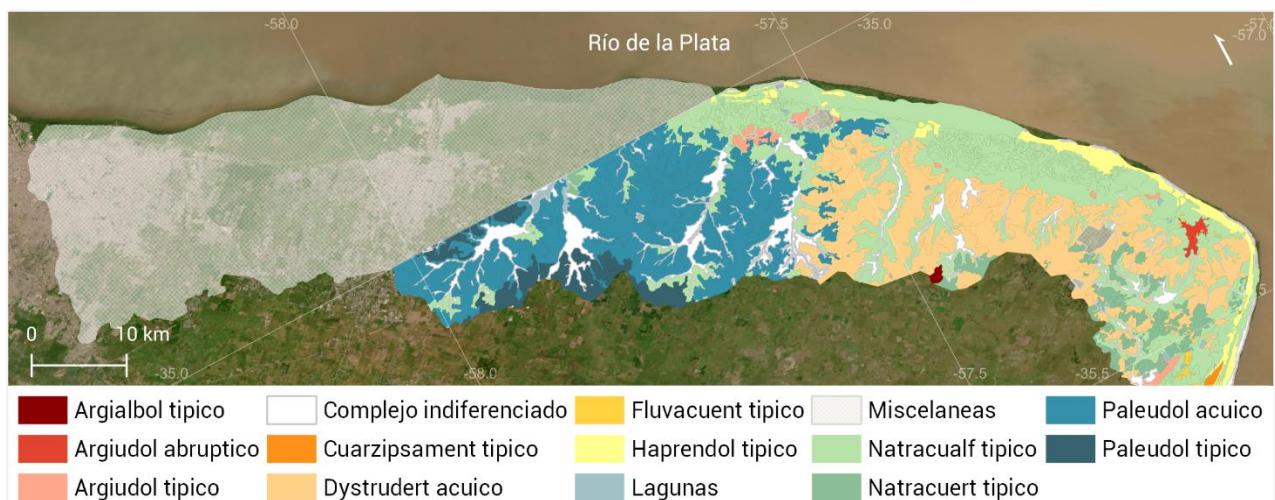 -58.0
-57.5
-35.0
-57.0
-57.0
Río de la Plata
0 10 km
-35.0
-58.0
-57.5
-35.5
Argialbol tipico
Complejo indiferenciado
Fluvacuent tipico
Miscelaneas
Paleudol acuico
Argiudol abruptico
Cuarzipsament tipico
Haprendol tipico
Natracualf tipico
Paleudol tipico
Argiudol tipico
Dystrudert acuico
Lagunas
Natracuert tipico